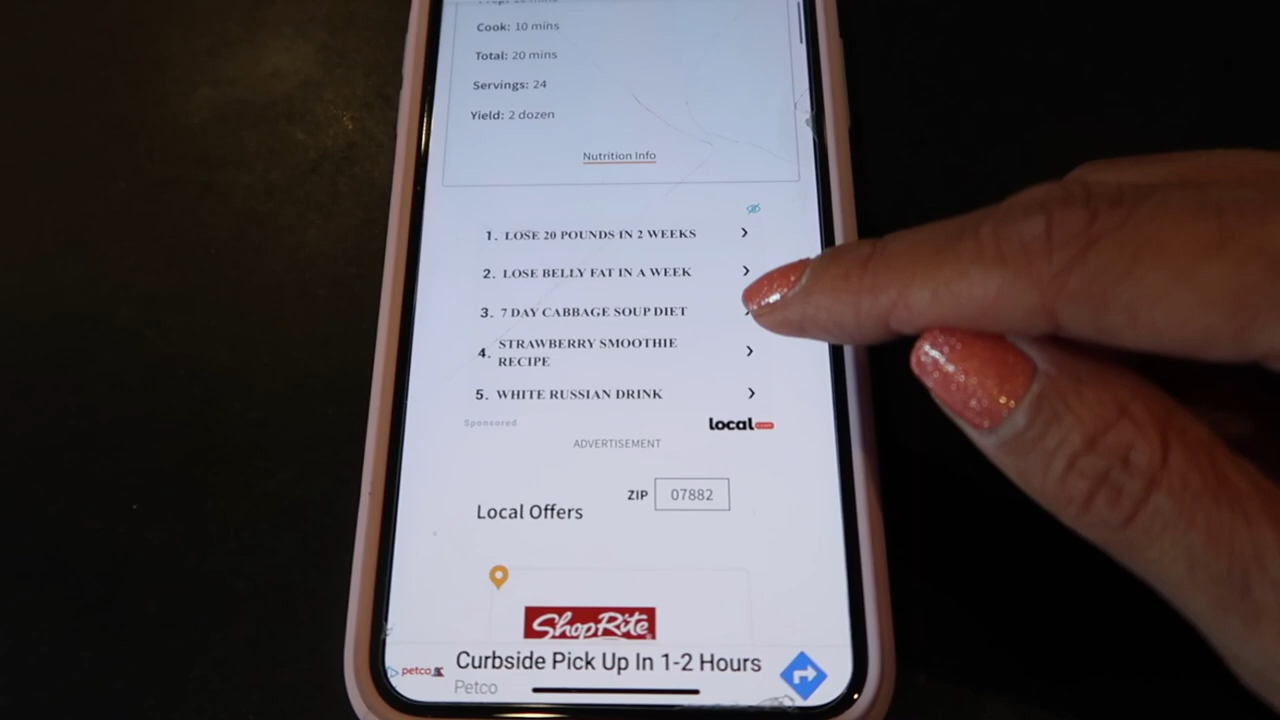 Cook: 10 mins
Total: 20 mins
Servings: 24
Yield: 2 dozen
Nutrition Info
1. LOSE 20 POUNDS IN 2 WEEKS
2. LOSE BELLY FAT IN A WEEK
3. 7 DAY CABBAGE SOUP DIET
4. STRAWBERRY SMOOTHIE
RECIPE
5. WHITE RUSSIAN DRINK
Sponsored
local
ADVERTISEMENT
ZIP 07882
Local Offers
ShopRite
petco
Curbside Pick Up In 1-2 Hours
Petco